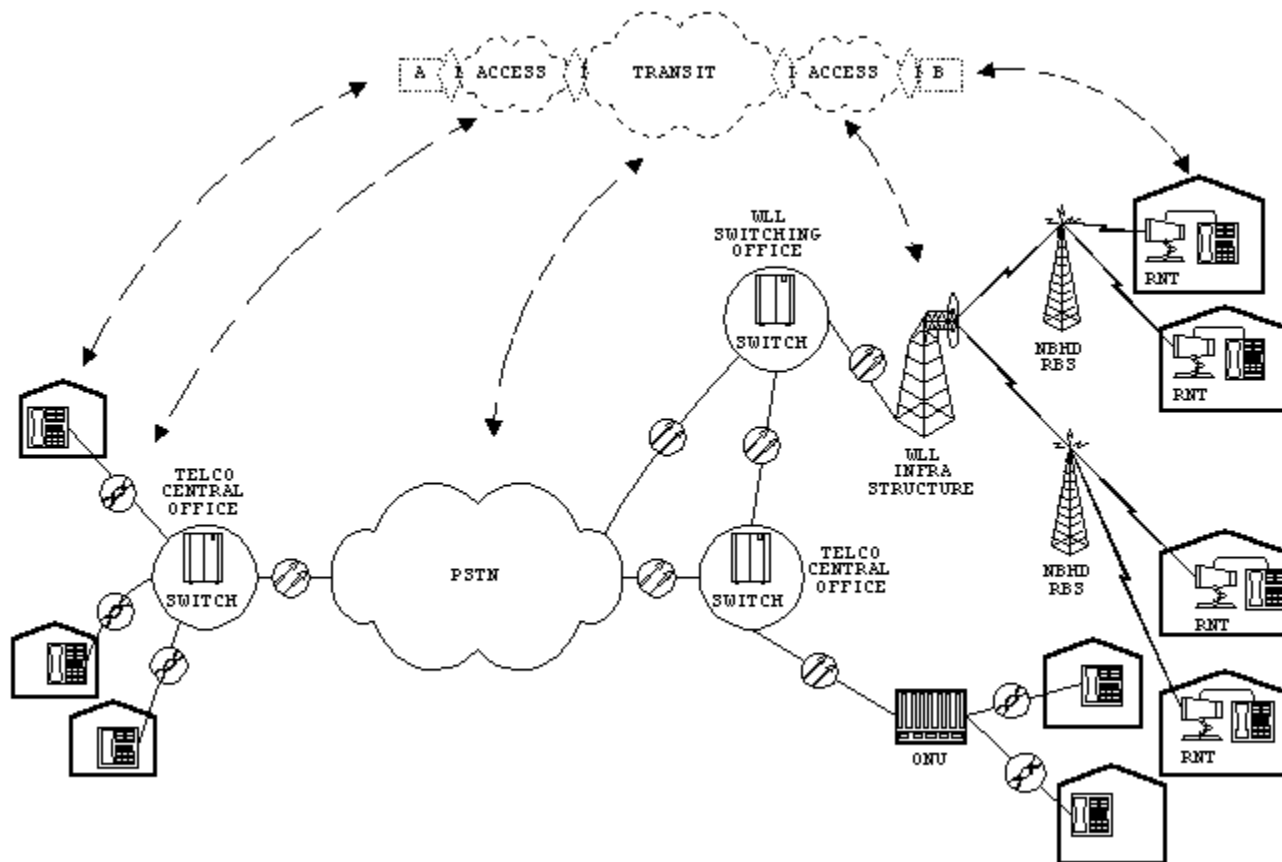 A
ACCESS
TRANSIT
ACCESS
B
WLL
SWITCHING
OFFICE
SWITCH
RNT
NBHD
RBS
RNT
WLL
INFRA
STRUCTURE
TELCO
CENTRAL
OFFICE
SWITCH
PSTN
SWITCH
TELCO
CENTRAL
OFFICE
NBHD
RBS
RNT
ONU
RNT